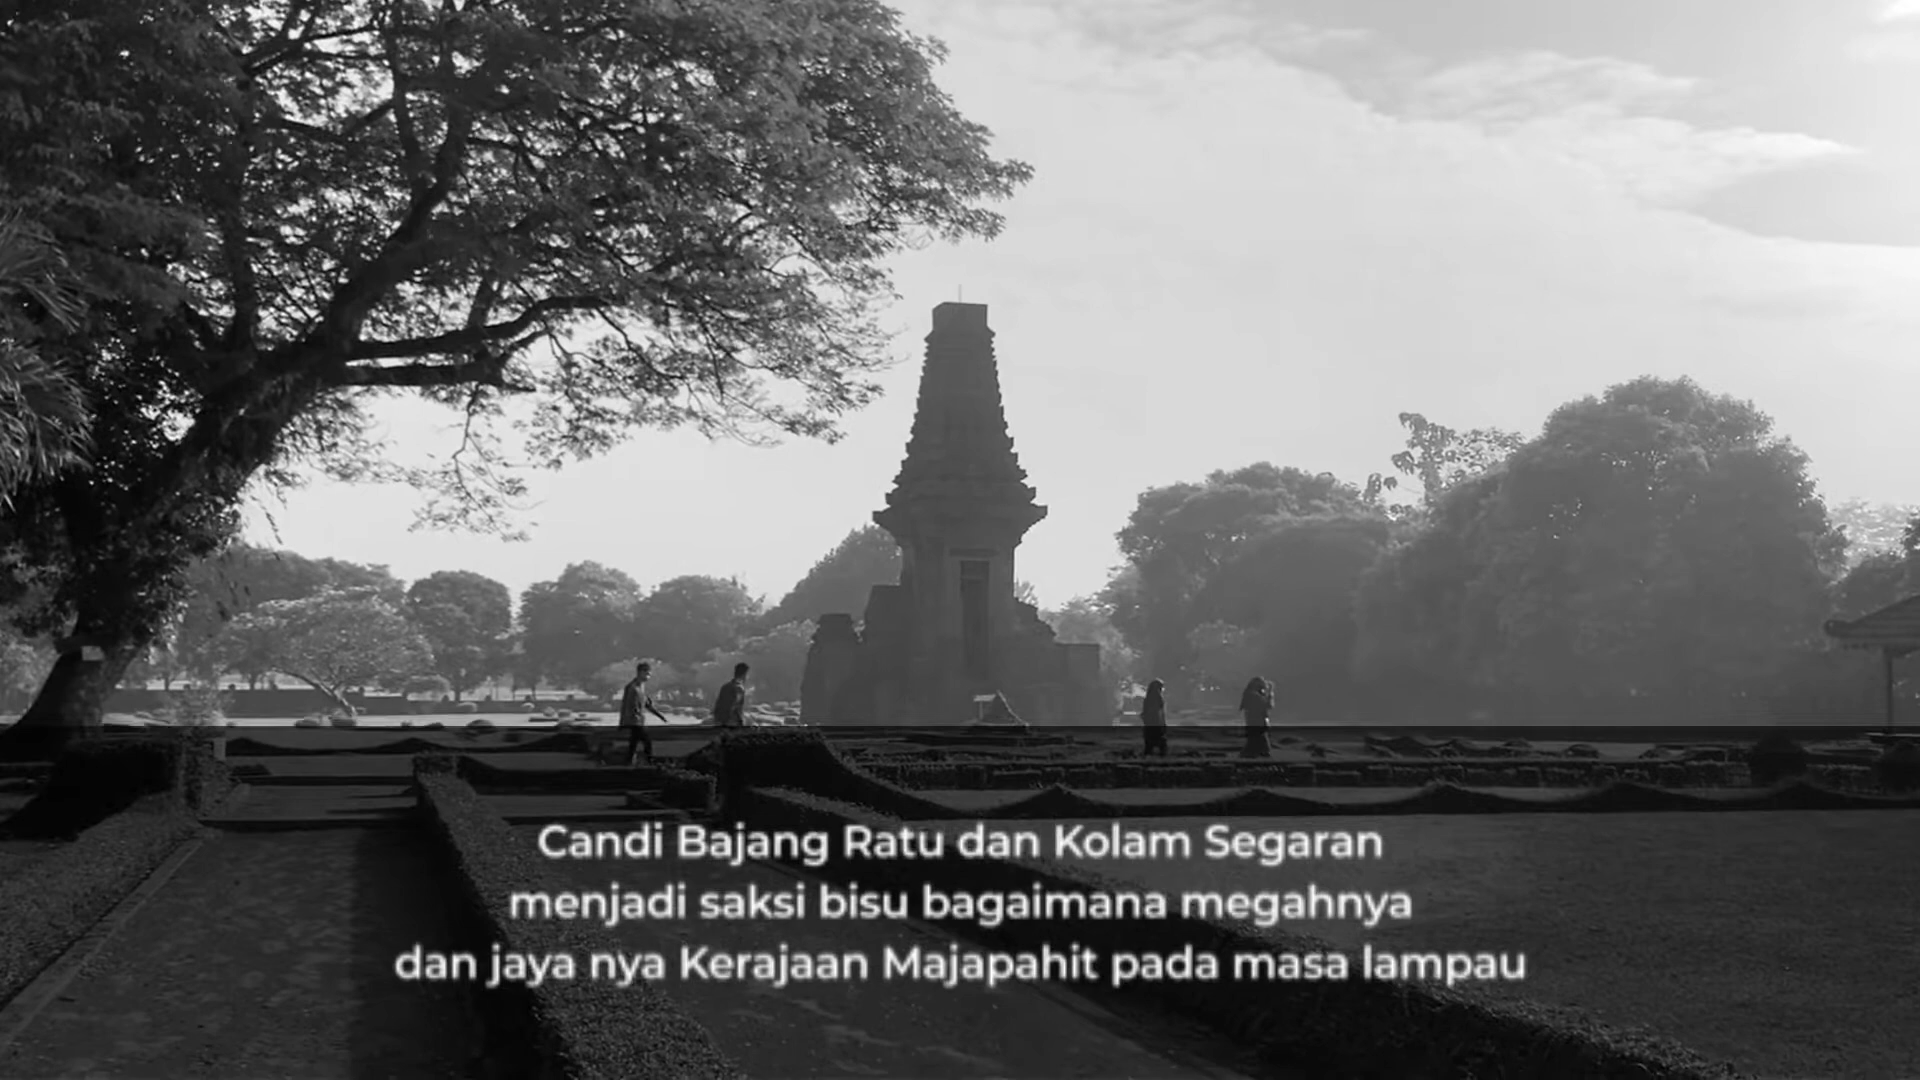 Candi Bajang Ratu dan Kolam Segaran
menjadi saksi bisu bagaimana megahnya
dan jaya nya Kerajaan Majapahit pada masa lampau